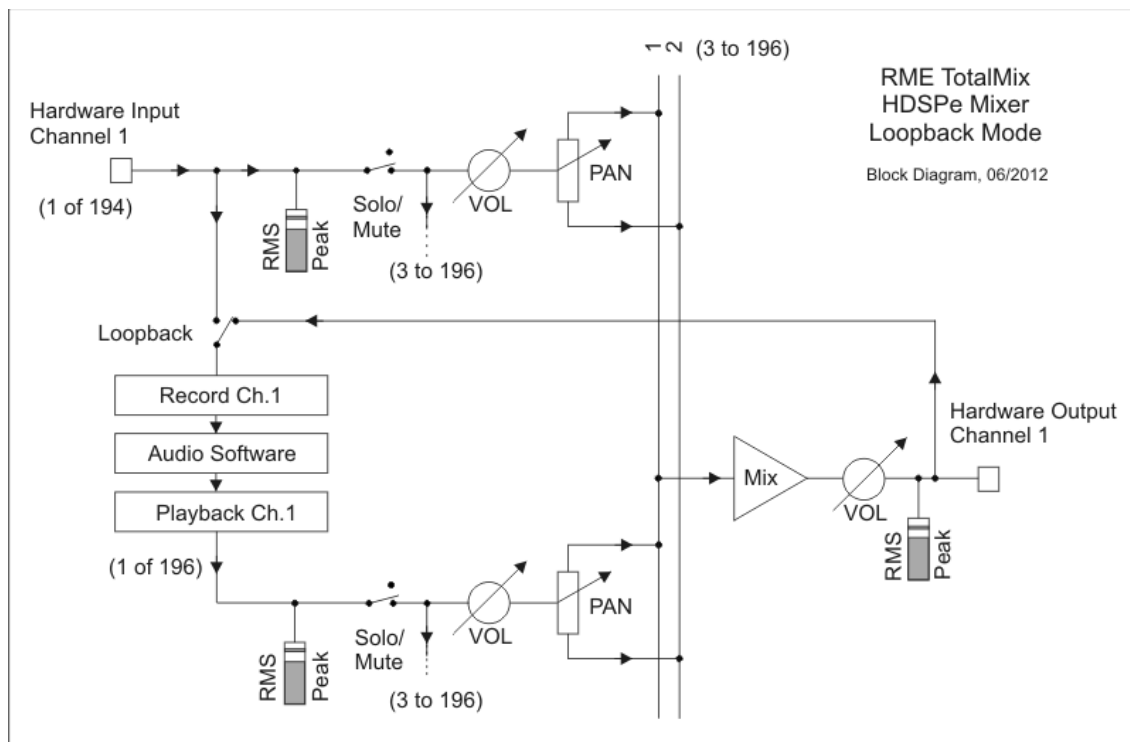 1
2
(3 to 196)
RME TotalMix
HDSPe Mixer
Loopback Mode
Block Diagram, 06/2012
Hardware Input
Channel 1
(1 of 194)
RMS
Peak
Solo/
Mute
(3 to 196)
VOL
PAN
Loopback
Record Ch.1
Audio Software
Playback Ch.1
(1 of 196)
RMS
Peak
Solo/
Mute
(3 to 196)
VOL
PAN
Mix
VOL
RMS
Peak
Hardware Output
Channel 1